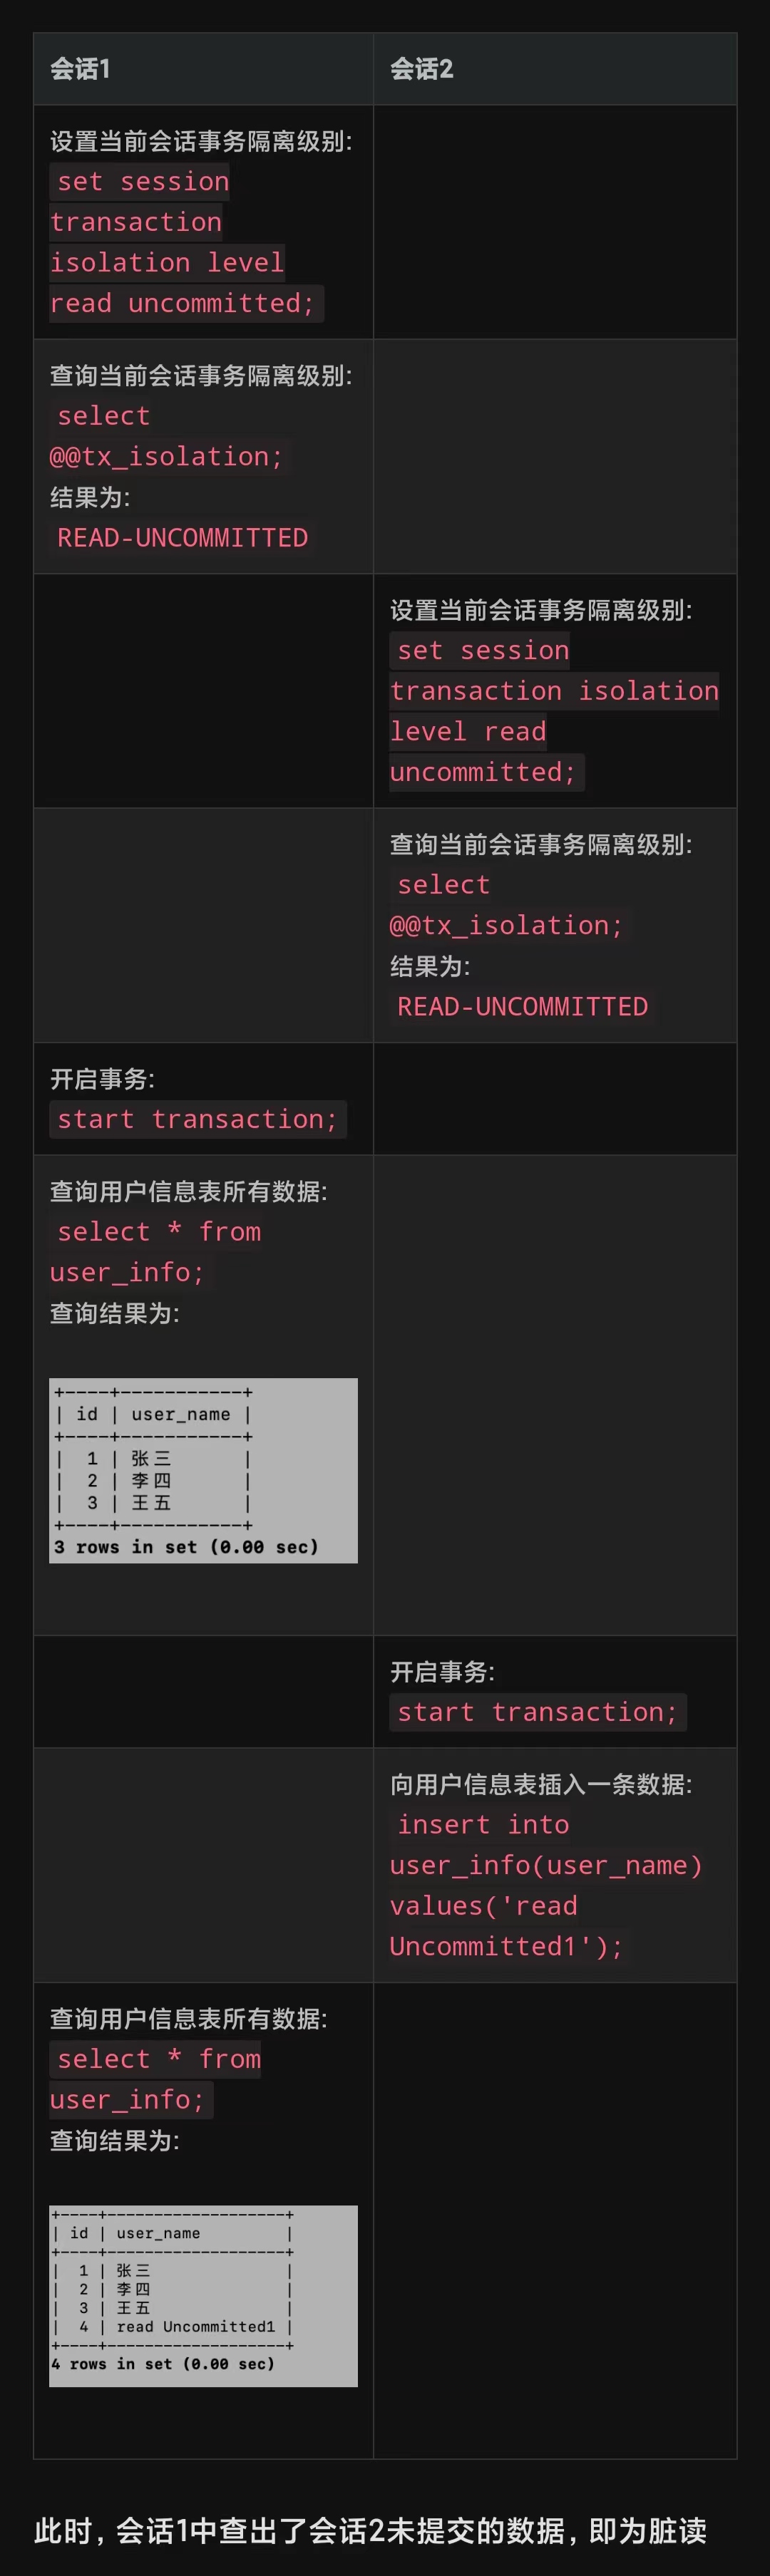 会话1
会话2
设置当前会话事务隔离级别:
set session
transaction
isolation level
read uncommitted;
查询当前会话事务隔离级别:
select
@@tx_isolation;
结果为:
READ-UNCOMMITTED
设置当前会话事务隔离级别:
set session
transaction isolation
level read
uncommitted;
查询当前会话事务隔离级别:
select
@@tx_isolation;
结果为:
READ-UNCOMMITTED
开启事务:
start transaction;
查询用户信息表所有数据:
select * from
user_info;
查询结果为:
+----+-----------+
| id | user_name |
+----+-----------+
|  1 | 张三      |
|  2 | 李四      |
|  3 | 王五      |
+----+-----------+
3 rows in set (0.00 sec)
开启事务:
start transaction;
向用户信息表插入一条数据:
insert into
user_info(user_name)
values('read
Uncommitted1');
查询用户信息表所有数据:
select * from
user_info;
查询结果为:
+----+-------------------+
| id | user_name         |
+----+-------------------+
|  1 | 张三              |
|  2 | 李四              |
|  3 | 王五              |
|  4 | read Uncommitted1 |
+----+-------------------+
4 rows in set (0.00 sec)
此时, 会话1中查出了会话2未提交的数据, 即为脏读